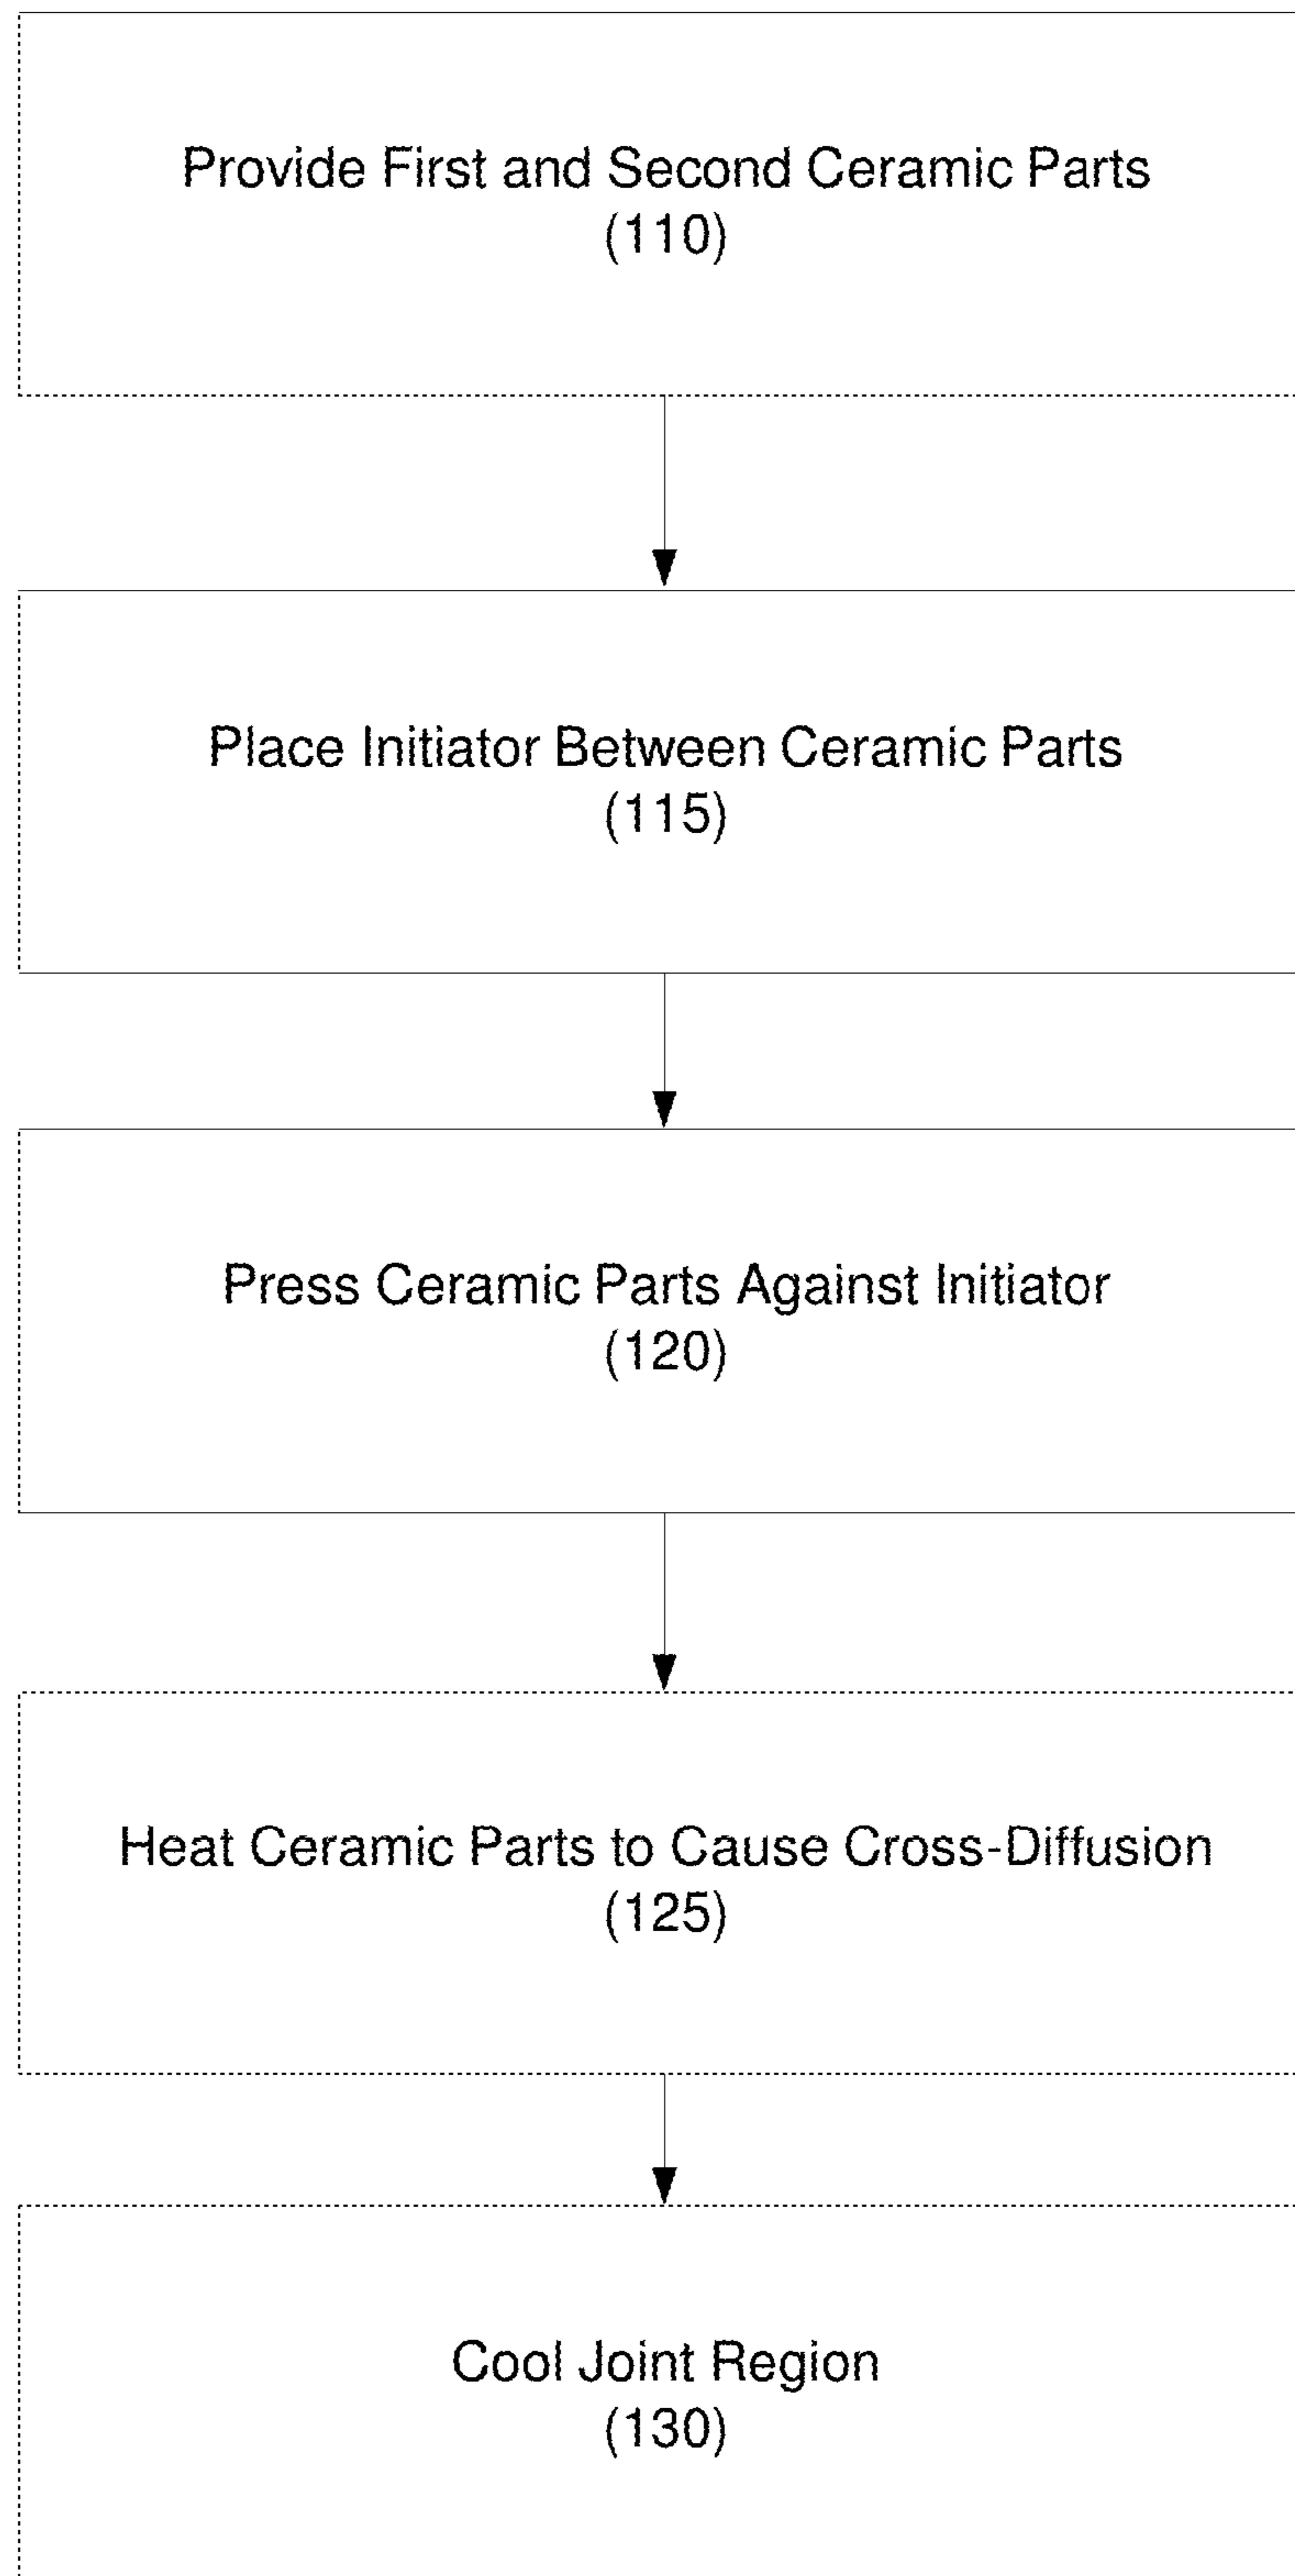 Provide First and Second Ceramic Parts
(110)
Place Initiator Between Ceramic Parts
(115)
Press Ceramic Parts Against Initiator
(120)
Heat Ceramic Parts to Cause Cross-Diffusion
(125)
Cool Joint Region
(130)